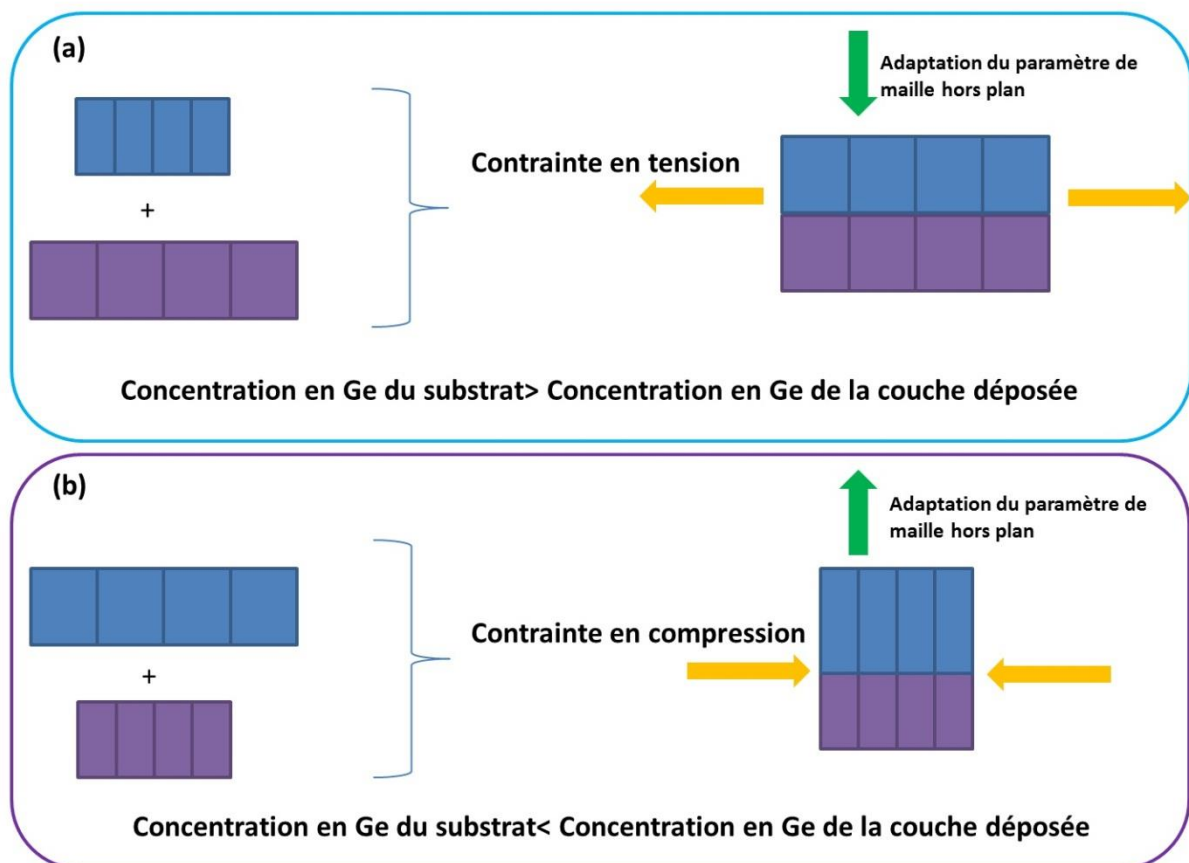 (a)
Adaptation du paramètre de
maille hors plan
Contrainte en tension
+
Concentration en Ge du substrat> Concentration en Ge de la couche déposée
(b)
Adaptation du paramètre de
maille hors plan
Contrainte en compression
+
Concentration en Ge du substrat< Concentration en Ge de la couche déposée